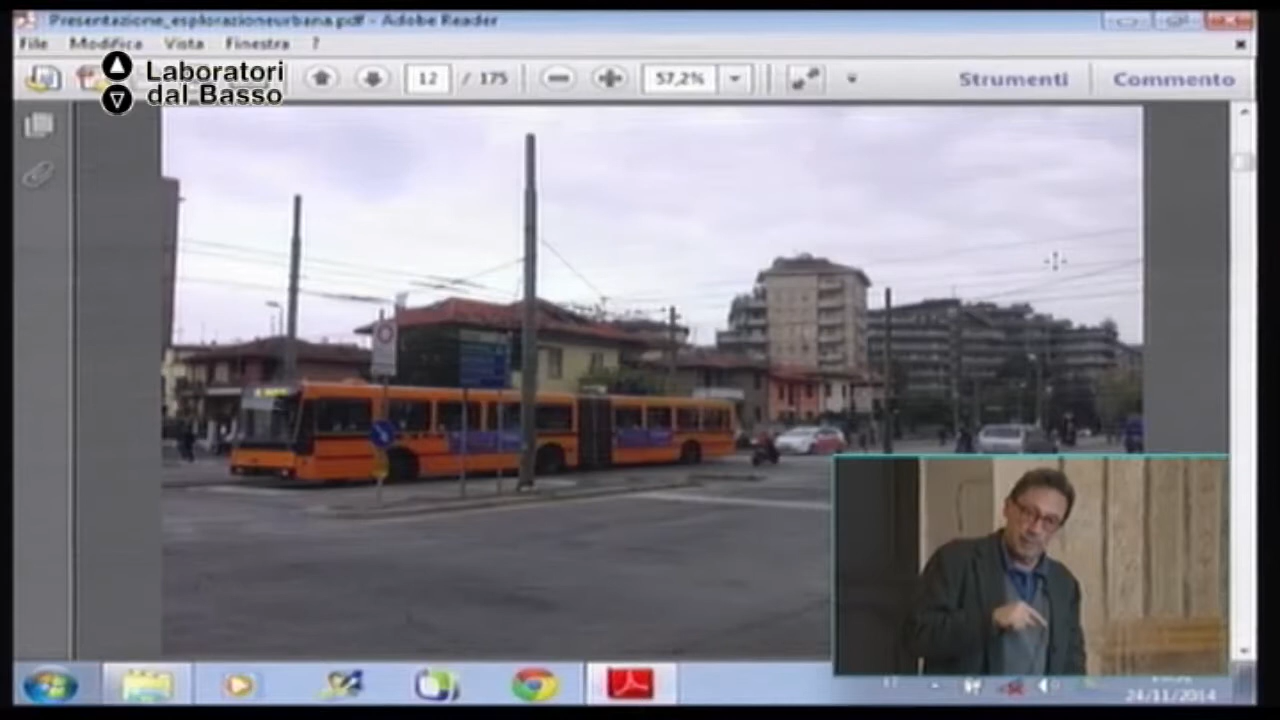 Presentazione_esplorazioneurbana.pdf - Adobe Reader
File Modifica Vista Finestra ?
Laboratori
dal Basso
12 / 175
57,2%
Strumenti
Commento
24/11/2014